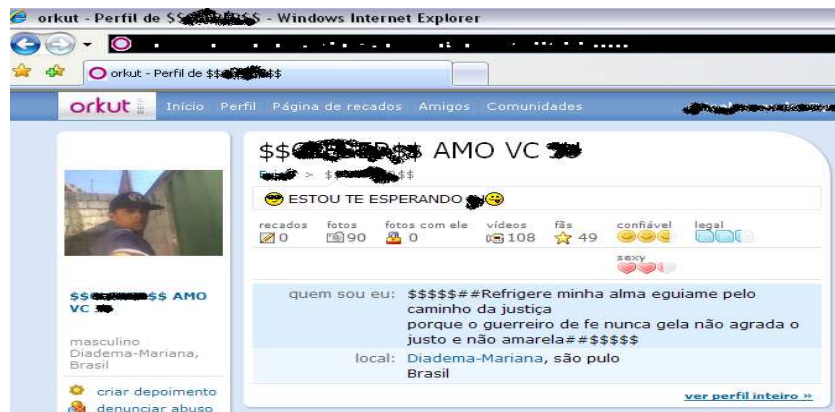 orkut - Perfil de $$ $$ - Windows Internet Explorer
orkut - Perfil de $$ $$
orkut BETA Início Perfil Página de recados Amigos Comunidades
$$ $$ AMO VC
> $ $$
ESTOU TE ESPERANDO
recados fotos fotos com ele vídeos fãs confiável legal
0 90 0 108 49
sexy
$$ $$ AMO
VC
masculino
Diadema-Mariana,
Brasil
criar depoimento
denunciar abuso
quem sou eu: $$$$$##Refrigere minha alma eguiame pelo
caminho da justiça
porque o guerreiro de fe nunca gela não agrada o
justo e não amarela##$$$$$
local: Diadema-Mariana, são pulo
Brasil
ver perfil inteiro »